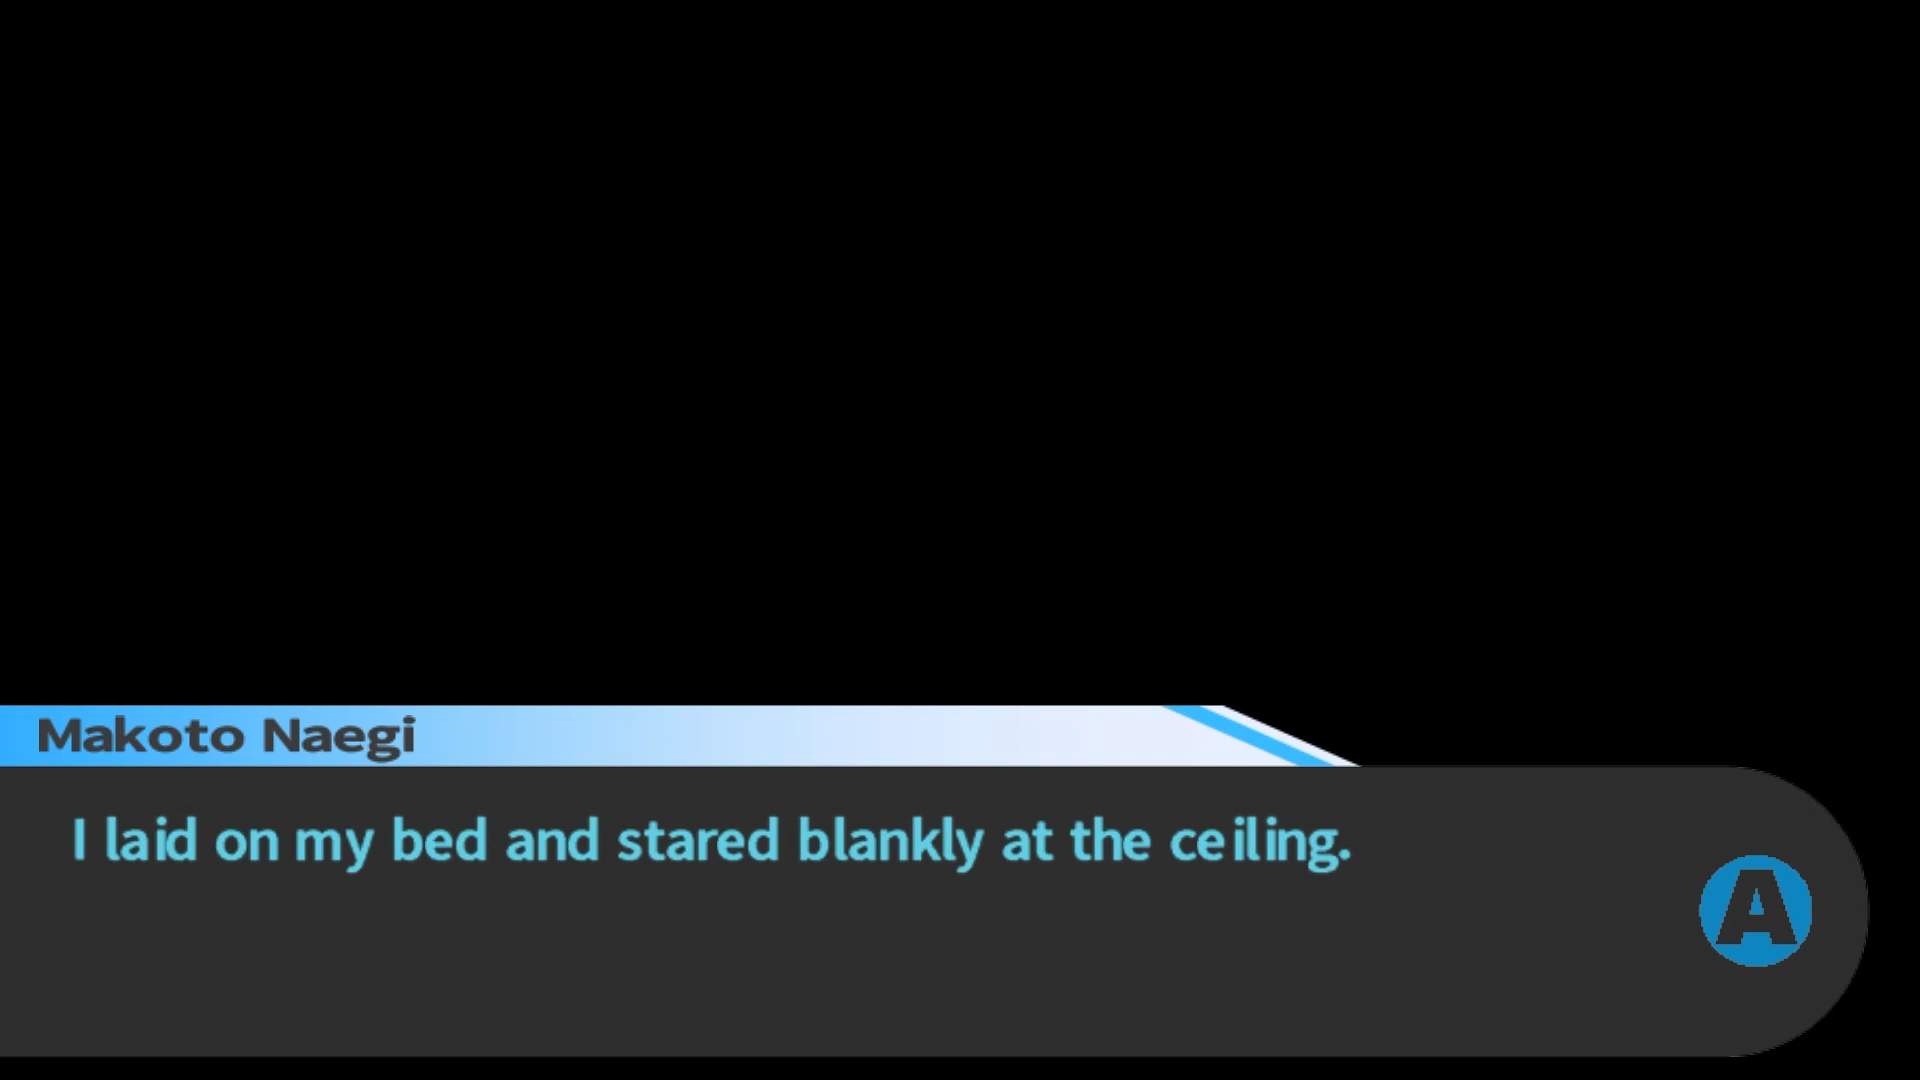 Makoto Naegi
I laid on my bed and stared blankly at the ceiling.
A